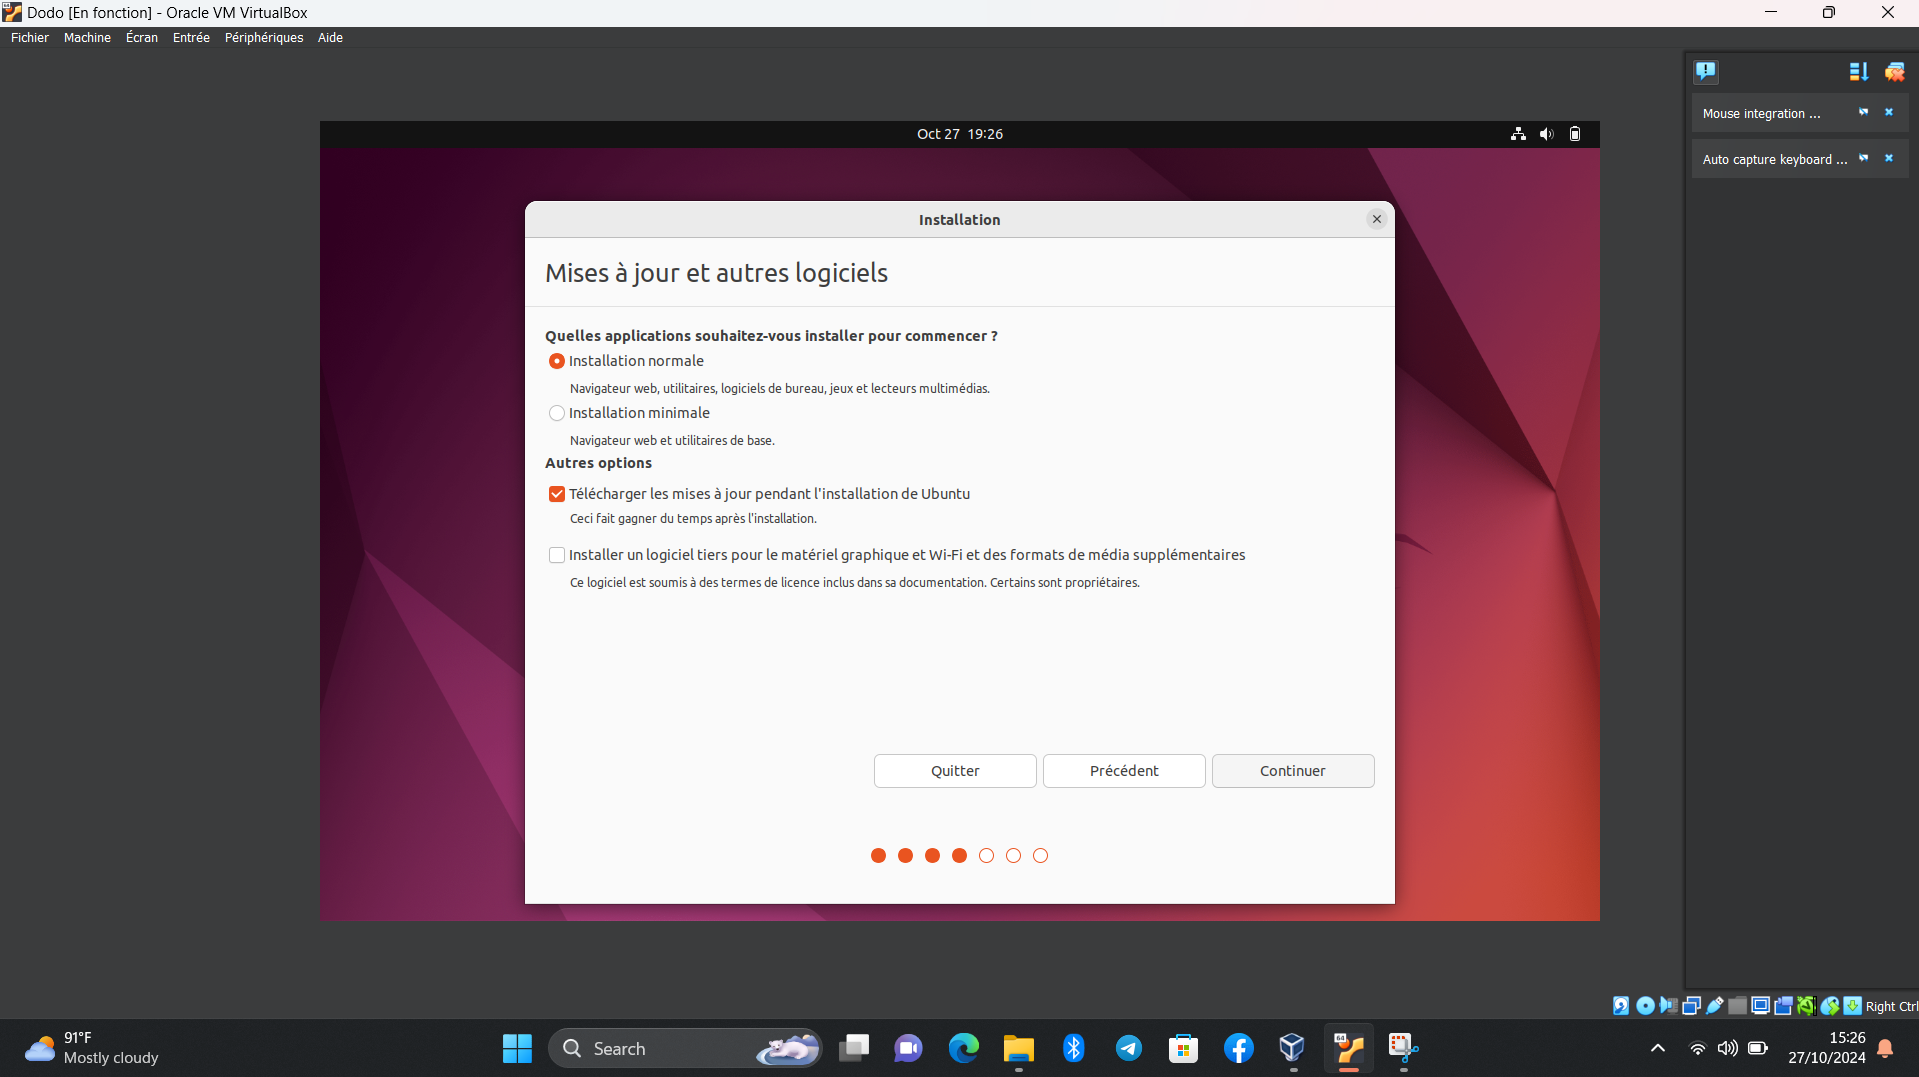 Dodo [En fonction] - Oracle VM VirtualBox
Fichier Machine Écran Entrée Périphériques Aide
Mouse integration ...
Auto capture keyboard ...
Oct 27 19:26
Installation
Mises à jour et autres logiciels
Quelles applications souhaitez-vous installer pour commencer ?
Installation normale
Navigateur web, utilitaires, logiciels de bureau, jeux et lecteurs multimédias.
Installation minimale
Navigateur web et utilitaires de base.
Autres options
Télécharger les mises à jour pendant l'installation de Ubuntu
Ceci fait gagner du temps après l'installation.
Installer un logiciel tiers pour le matériel graphique et Wi-Fi et des formats de média supplémentaires
Ce logiciel est soumis à des termes de licence inclus dans sa documentation. Certains sont propriétaires.
Quitter Précédent Continuer
Right Ctrl
91°F
Mostly cloudy
Search
64
15:26
27/10/2024